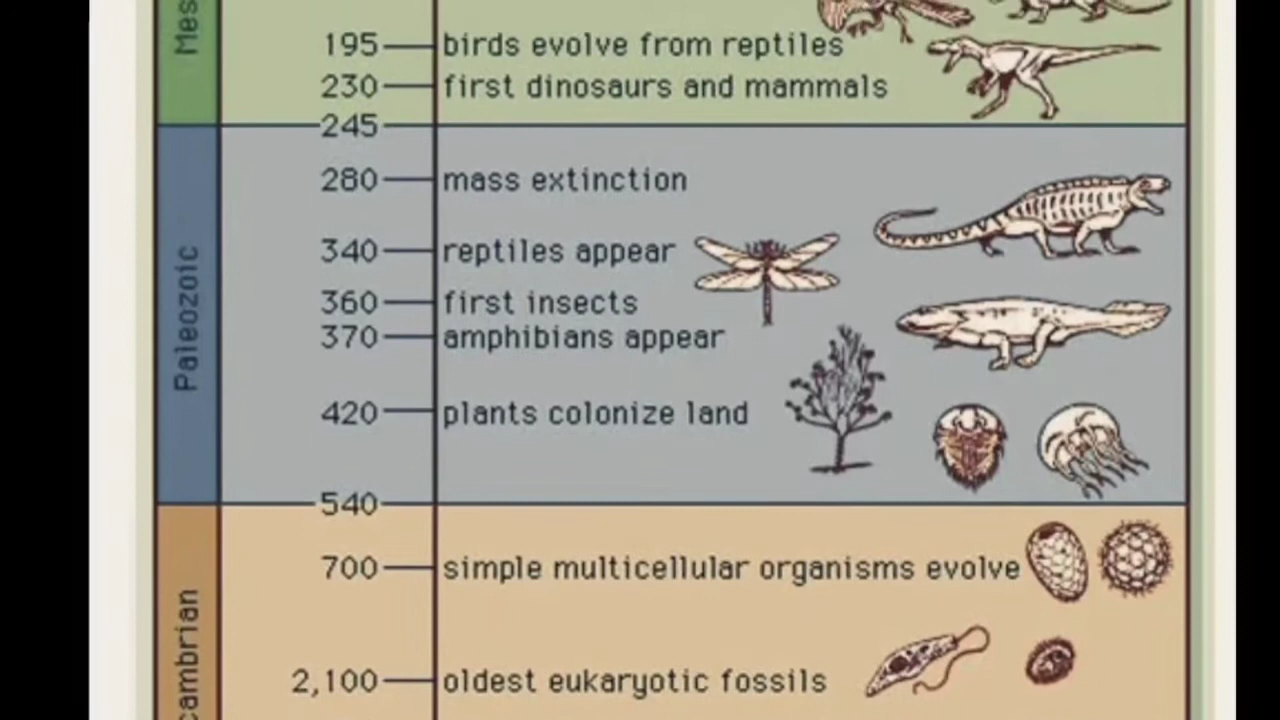 Mes
195 birds evolve from reptiles
230 first dinosaurs and mammals
245
Paleozoic
280 mass extinction
340 reptiles appear
360 first insects
370 amphibians appear
420 plants colonize land
540
cambrian
700 simple multicellular organisms evolve
2,100 oldest eukaryotic fossils